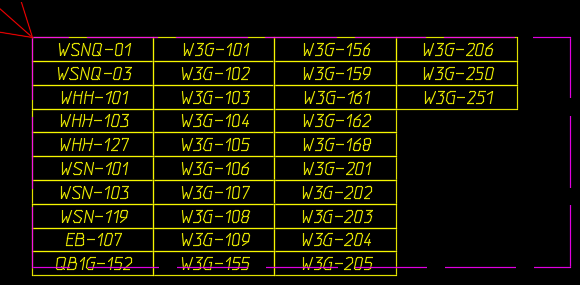 WSNQ-01 W3G-101 W3G-156 W3G-206
WSNQ-03 W3G-102 W3G-159 W3G-250
WHH-101 W3G-103 W3G-161 W3G-251
WHH-103 W3G-104 W3G-162
WHH-127 W3G-105 W3G-168
WSN-101 W3G-106 W3G-201
WSN-103 W3G-107 W3G-202
WSN-119 W3G-108 W3G-203
EB-107 W3G-109 W3G-204
QB1G-152 W3G-155 W3G-205